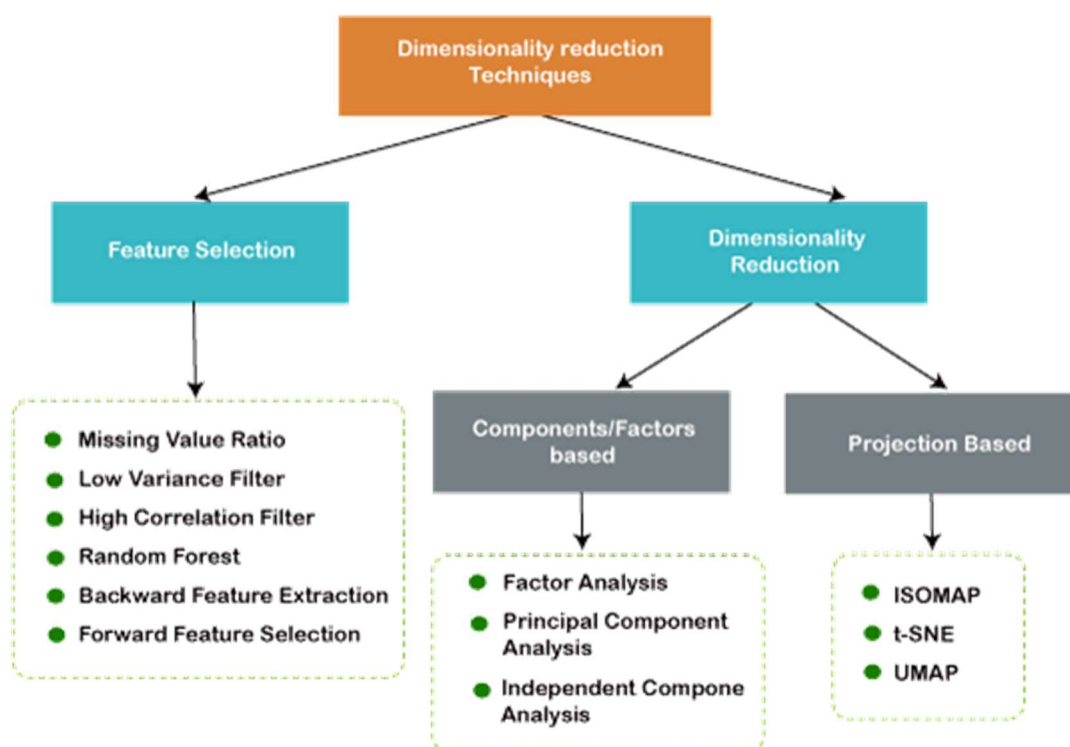 Dimensionality reduction
Techniques
Feature Selection
Dimensionality
Reduction
Missing Value Ratio
Low Variance Filter
High Correlation Filter
Random Forest
Backward Feature Extraction
Forward Feature Selection
Components/Factors
based
Projection Based
Factor Analysis
Principal Component
Analysis
Independent Compone
Analysis
ISOMAP
t-SNE
UMAP